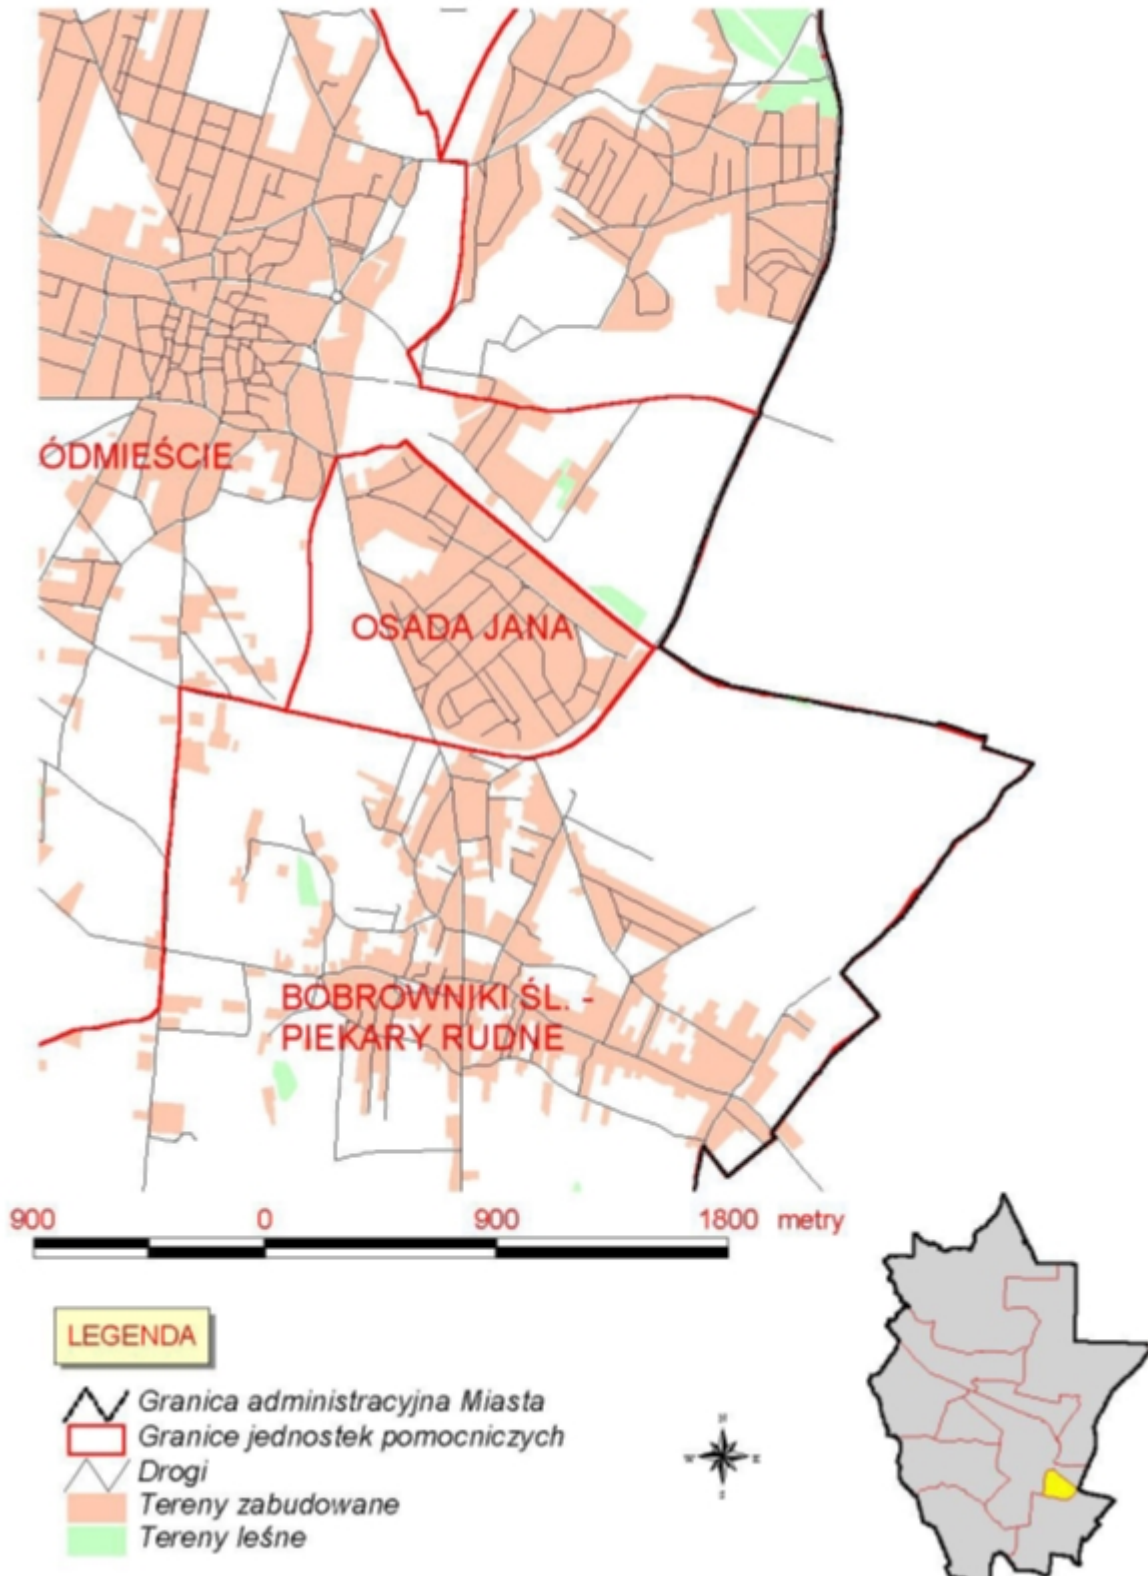 ÓDMIEŚCIE
OSADA JANA
BOBROWNIKI ŚL. -
PIEKARY RUDNE
900 0 900 1800 metry
LEGENDA
Granica administracyjna Miasta
Granice jednostek pomocniczych
Drogi
Tereny zabudowane
Tereny leśne
N
W E
S